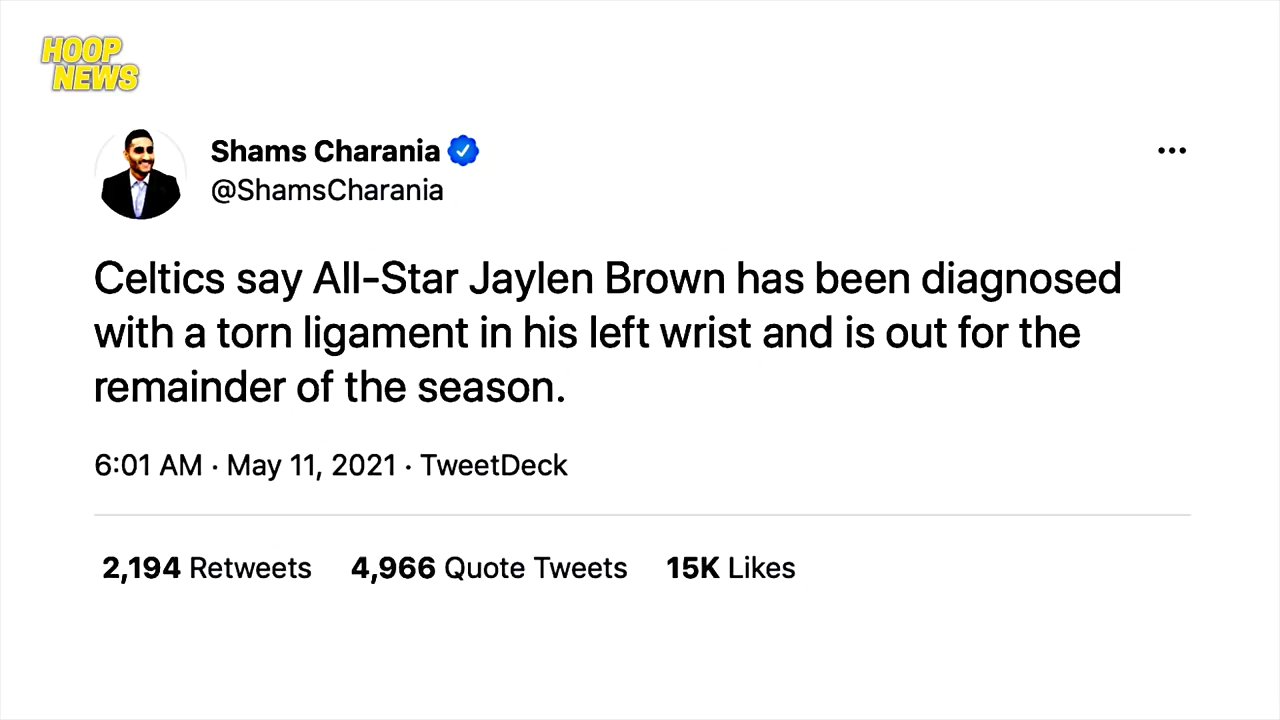 HOOP
NEWS
Shams Charania
@ShamsCharania
Celtics say All-Star Jaylen Brown has been diagnosed
with a torn ligament in his left wrist and is out for the
remainder of the season.
6:01 AM · May 11, 2021 · TweetDeck
2,194 Retweets 4,966 Quote Tweets 15K Likes